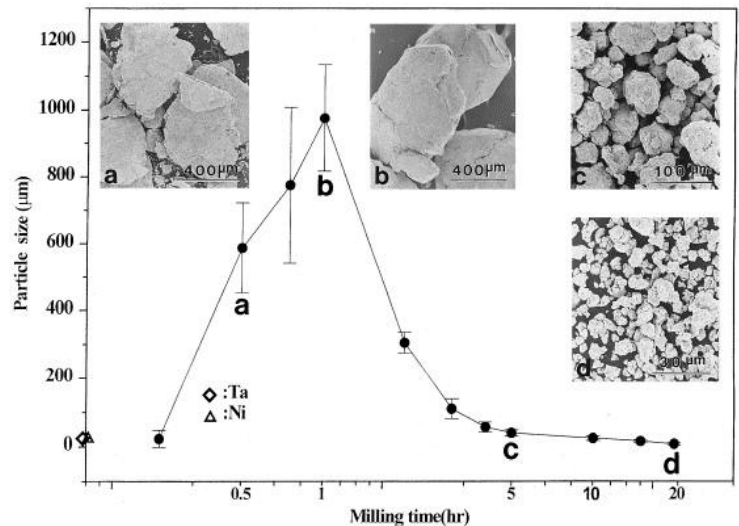 1200
1000
800
600
400
200
0
Particle size (μm)
a
400μm
b
400μm
c
100μm
d
30μm
a
b
c
d
◇ :Ta
△ :Ni
0.5
1
5
10
20
Milling time(hr)